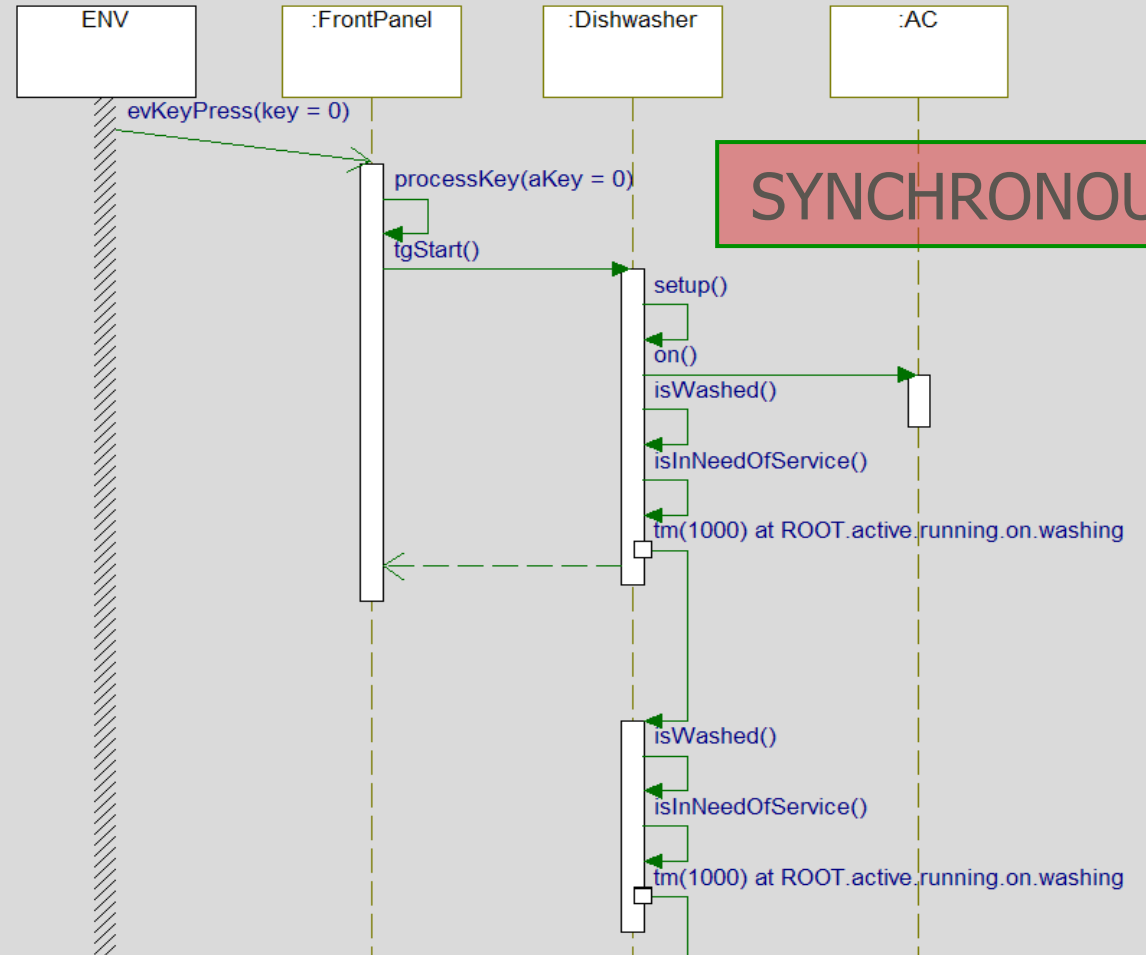 ENV
:FrontPanel
:Dishwasher
:AC
evKeyPress(key = 0)
processKey(aKey = 0)
SYNCHRONOU
tgStart()
setup()
on()
isWashed()
isInNeedOfService()
tm(1000) at ROOT.active.running.on.washing
isWashed()
isInNeedOfService()
tm(1000) at ROOT.active.running.on.washing